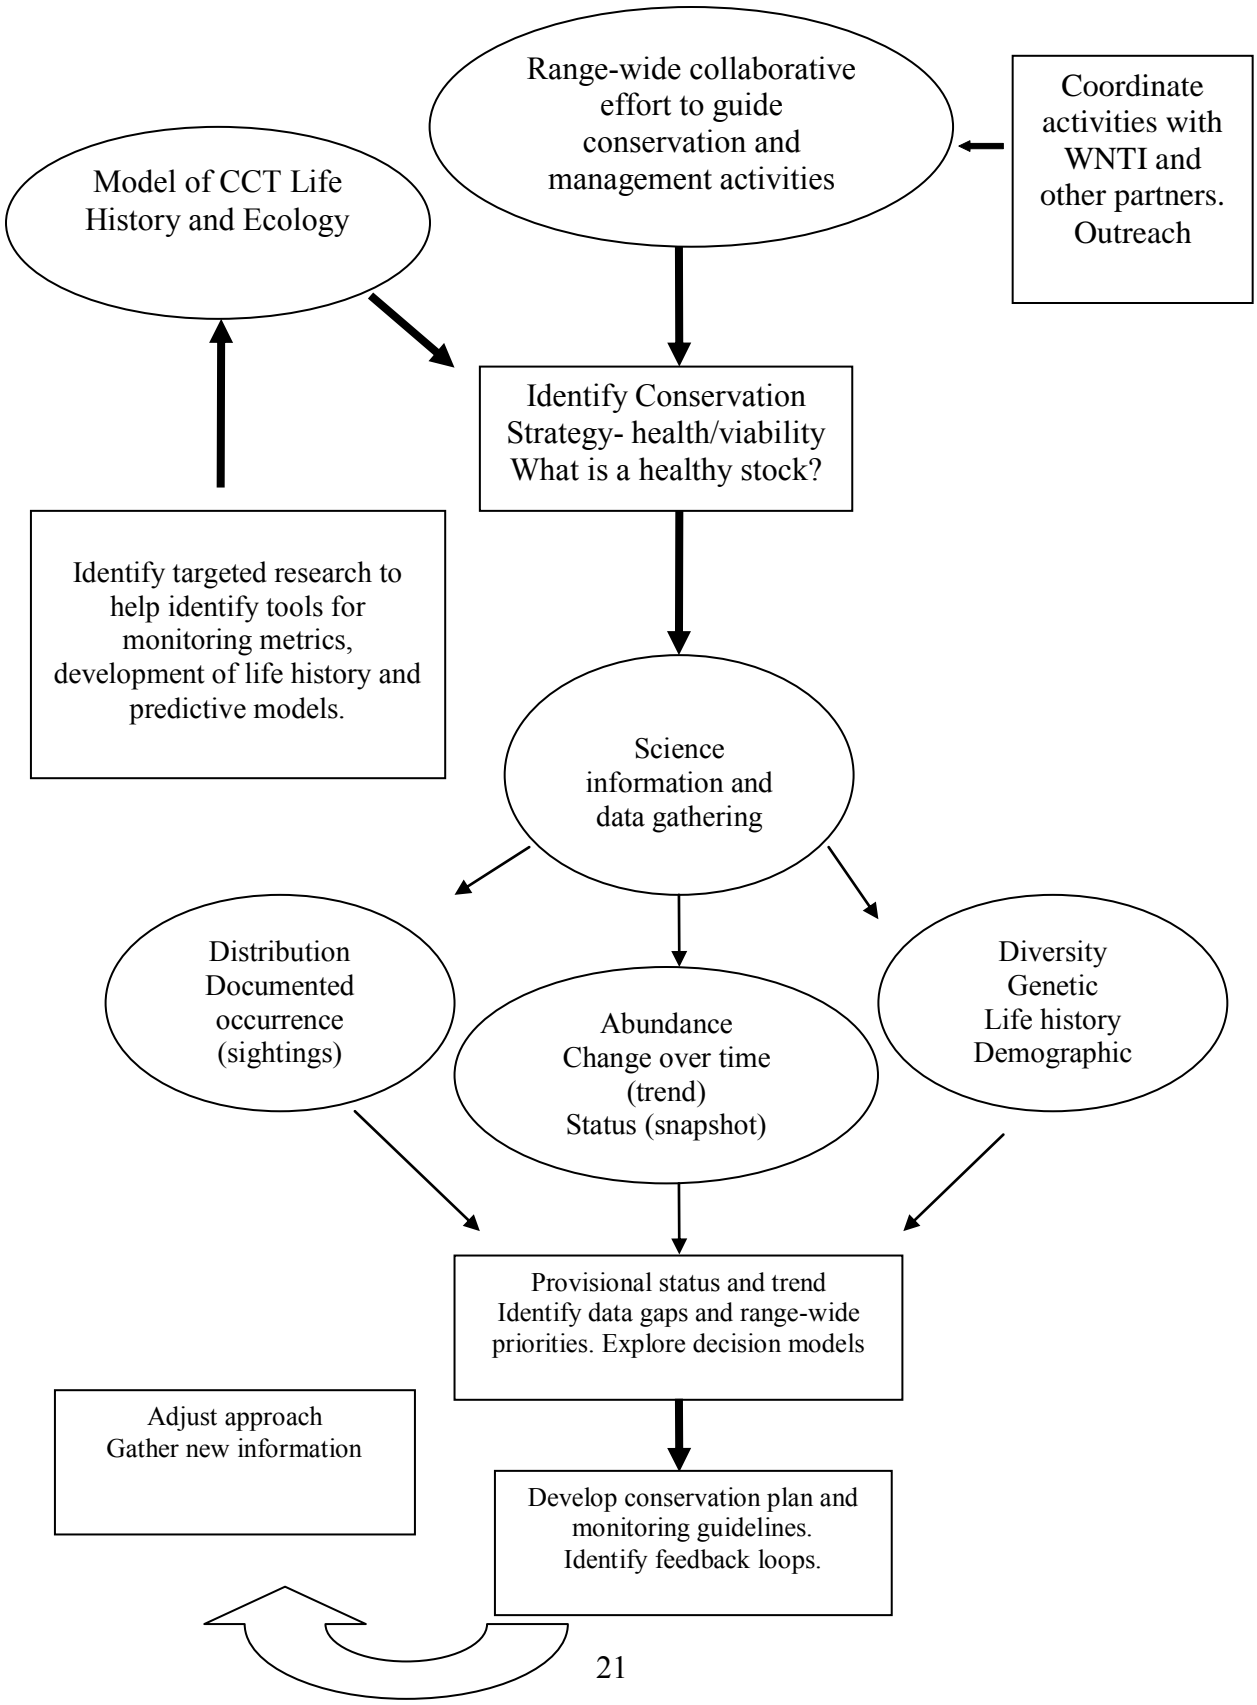 Range-wide collaborative
effort to guide
conservation and
management activities
Coordinate
activities with
WNTI and
other partners.
Outreach
Model of CCT Life
History and Ecology
Identify Conservation
Strategy- health/viability
What is a healthy stock?
Identify targeted research to
help identify tools for
monitoring metrics,
development of life history and
predictive models.
Science
information and
data gathering
Distribution
Documented
occurrence
(sightings)
Abundance
Change over time
(trend)
Status (snapshot)
Diversity
Genetic
Life history
Demographic
Provisional status and trend
Identify data gaps and range-wide
priorities. Explore decision models
Adjust approach
Gather new information
Develop conservation plan and
monitoring guidelines.
Identify feedback loops.
21